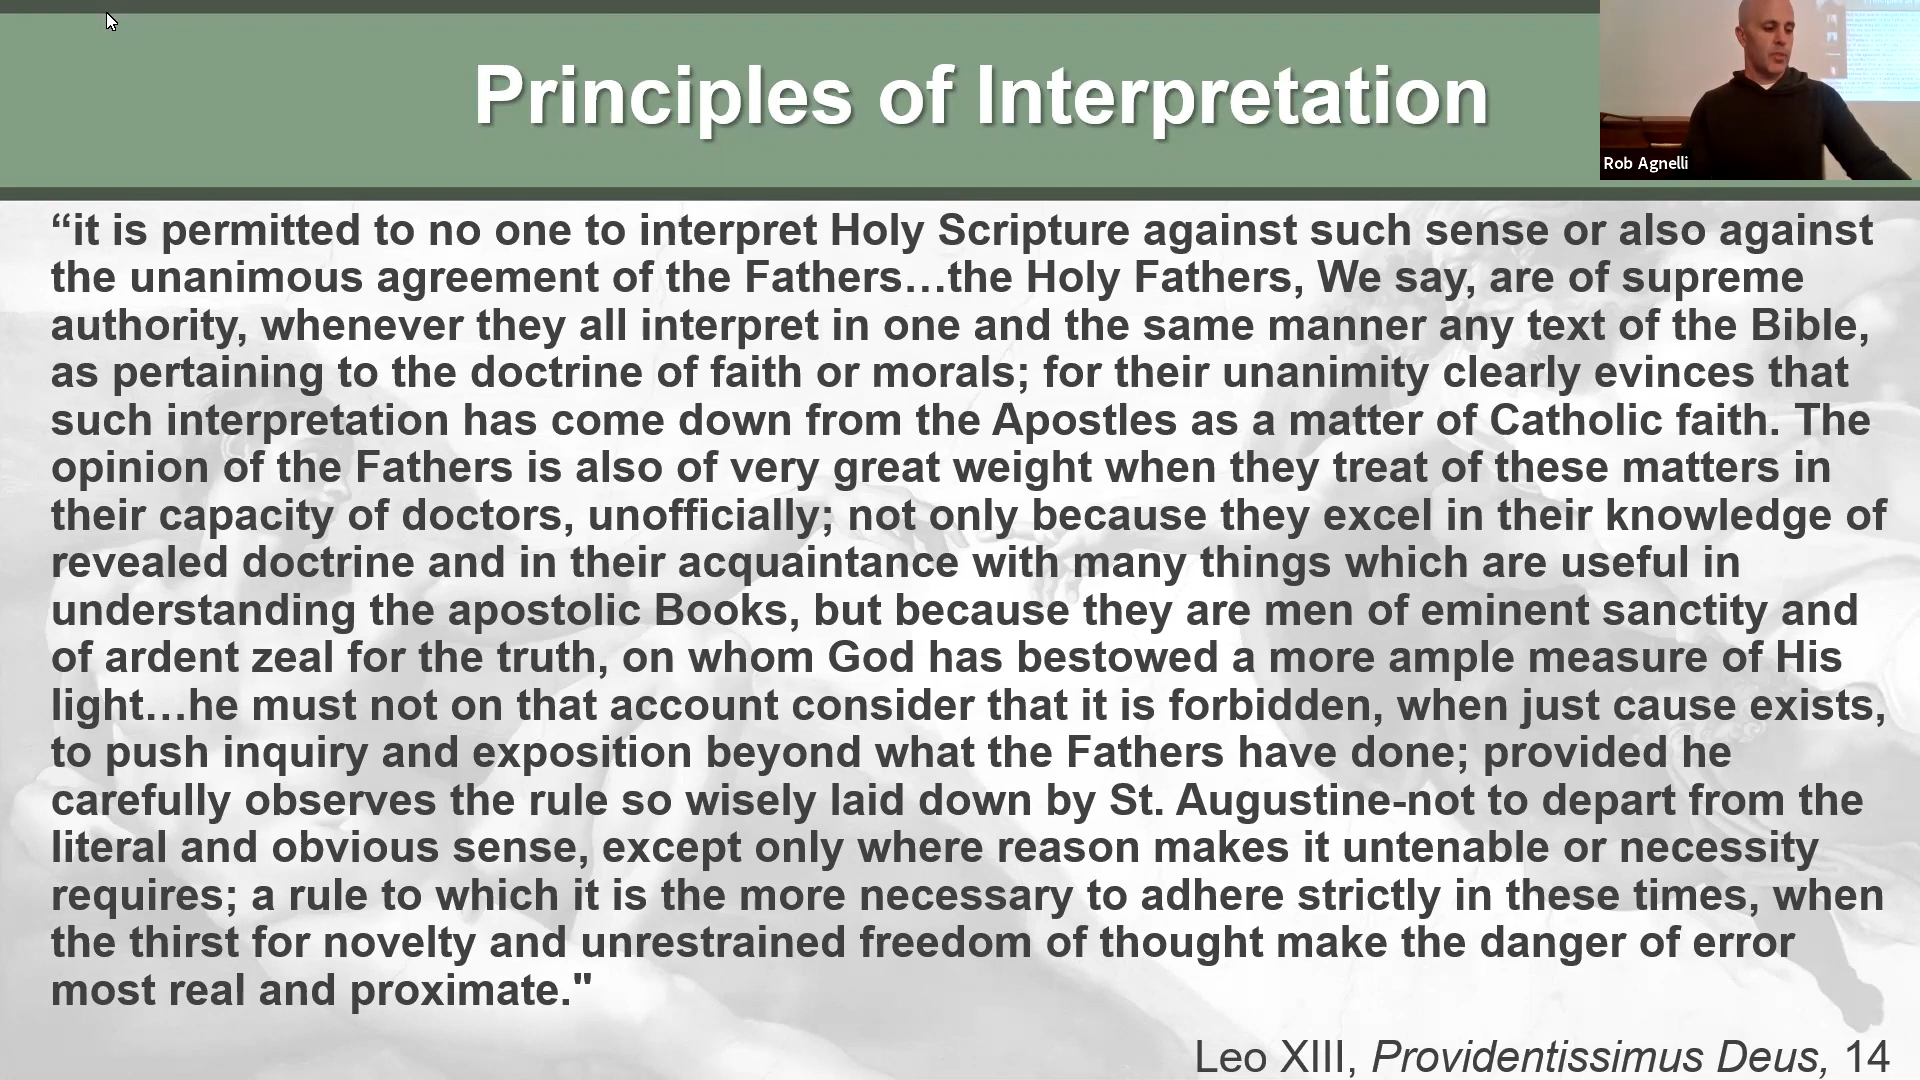 Principles of Interpretation
Rob Agnelli
“it is permitted to no one to interpret Holy Scripture against such sense or also against
the unanimous agreement of the Fathers…the Holy Fathers, We say, are of supreme
authority, whenever they all interpret in one and the same manner any text of the Bible,
as pertaining to the doctrine of faith or morals; for their unanimity clearly evinces that
such interpretation has come down from the Apostles as a matter of Catholic faith. The
opinion of the Fathers is also of very great weight when they treat of these matters in
their capacity of doctors, unofficially; not only because they excel in their knowledge of
revealed doctrine and in their acquaintance with many things which are useful in
understanding the apostolic Books, but because they are men of eminent sanctity and
of ardent zeal for the truth, on whom God has bestowed a more ample measure of His
light…he must not on that account consider that it is forbidden, when just cause exists,
to push inquiry and exposition beyond what the Fathers have done; provided he
carefully observes the rule so wisely laid down by St. Augustine-not to depart from the
literal and obvious sense, except only where reason makes it untenable or necessity
requires; a rule to which it is the more necessary to adhere strictly in these times, when
the thirst for novelty and unrestrained freedom of thought make the danger of error
most real and proximate."
Leo XIII, Providentissimus Deus, 14